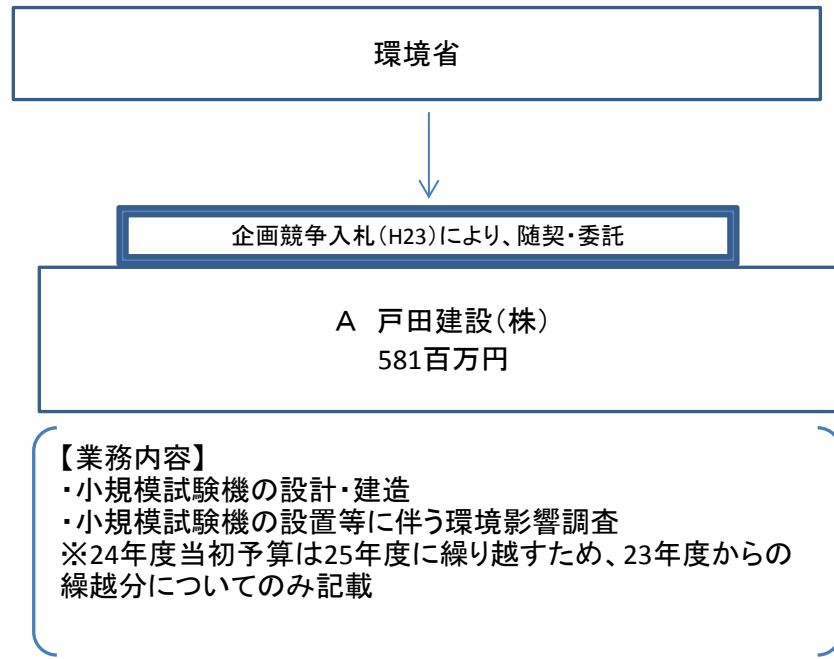 環境省
企画競争入札(H23)により、随契・委託
A 戸田建設(株)
581百万円
【業務内容】
・小規模試験機の設計・建造
・小規模試験機の設置等に伴う環境影響調査
※24年度当初予算は25年度に繰り越すため、23年度からの
繰越分についてのみ記載